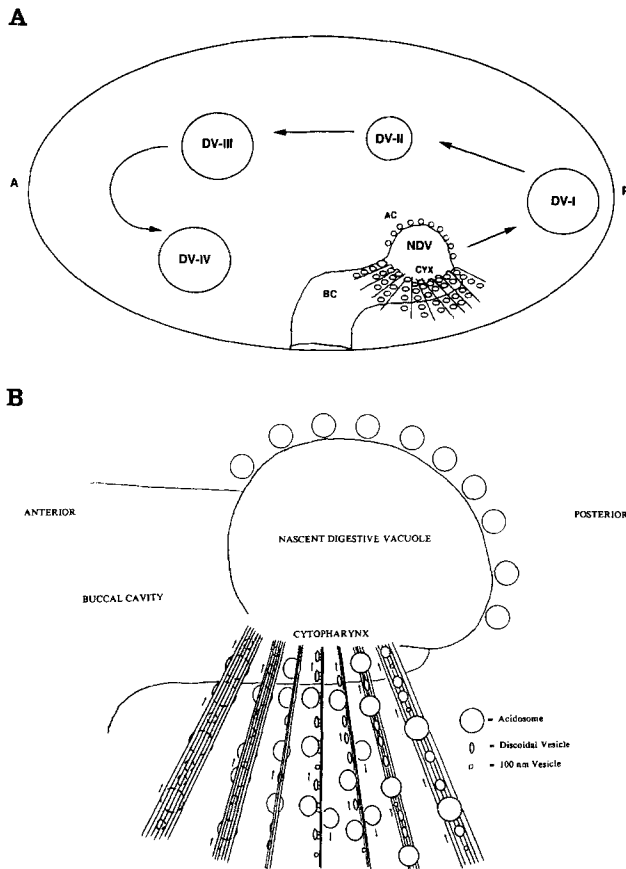 A
DV-III
DV-II
A
P
DV-I
AC
NDV
DV-IV
CYX
BC
B
ANTERIOR
POSTERIOR
NASCENT DIGESTIVE VACUOLE
BUCCAL CAVITY
CYTOPHARYNX
= Acidosome
= Discoidal Vesicle
= 100 nm Vesicle